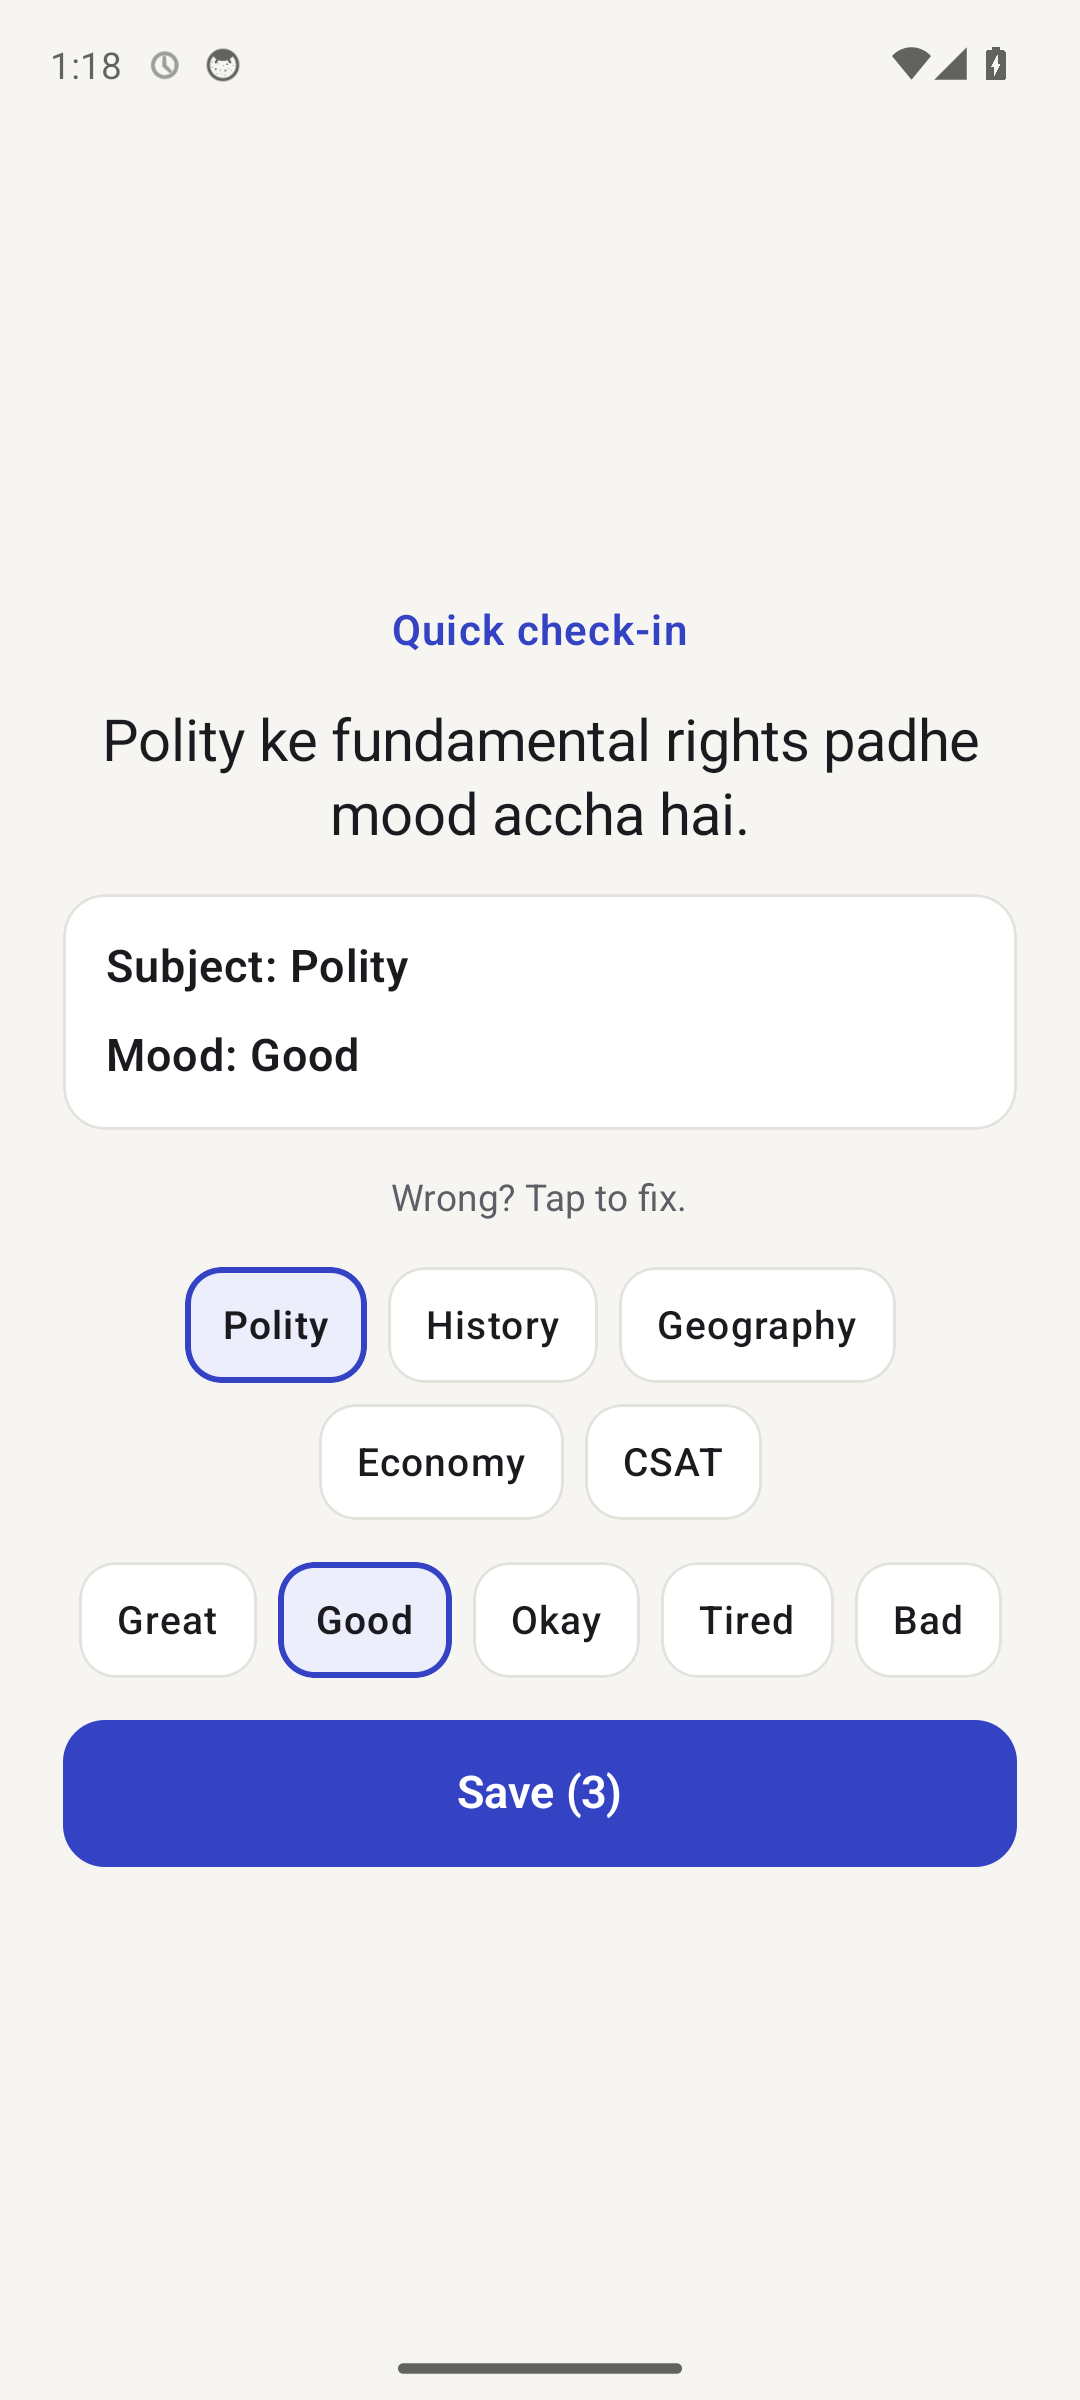 1:18
Quick check-in
Polity ke fundamental rights padhe
mood accha hai.
Subject: Polity
Mood: Good
Wrong? Tap to fix.
Polity History Geography
Economy CSAT
Great Good Okay Tired Bad
Save (3)